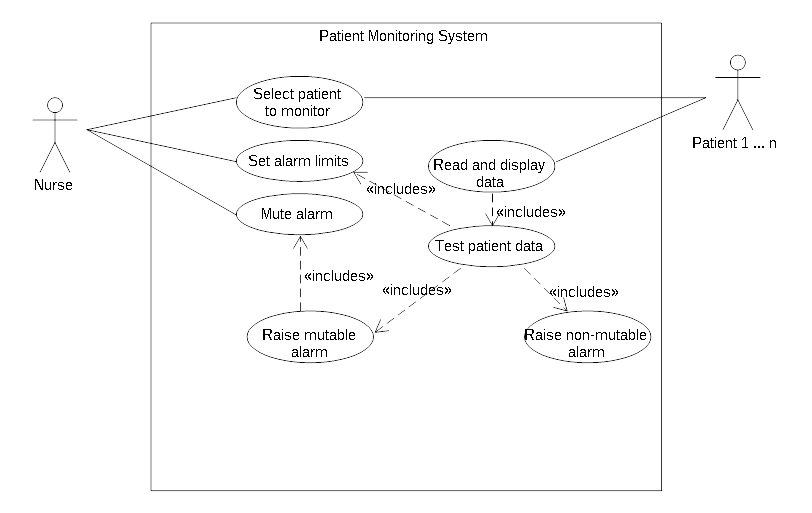 Patient Monitoring System
Select patient
to monitor
Patient 1 ... n
Set alarm limits
Read and display
data
Nurse
«includes»
Mute alarm
«includes»
Test patient data
«includes»
«includes»
«includes»
Raise mutable
alarm
Raise non-mutable
alarm